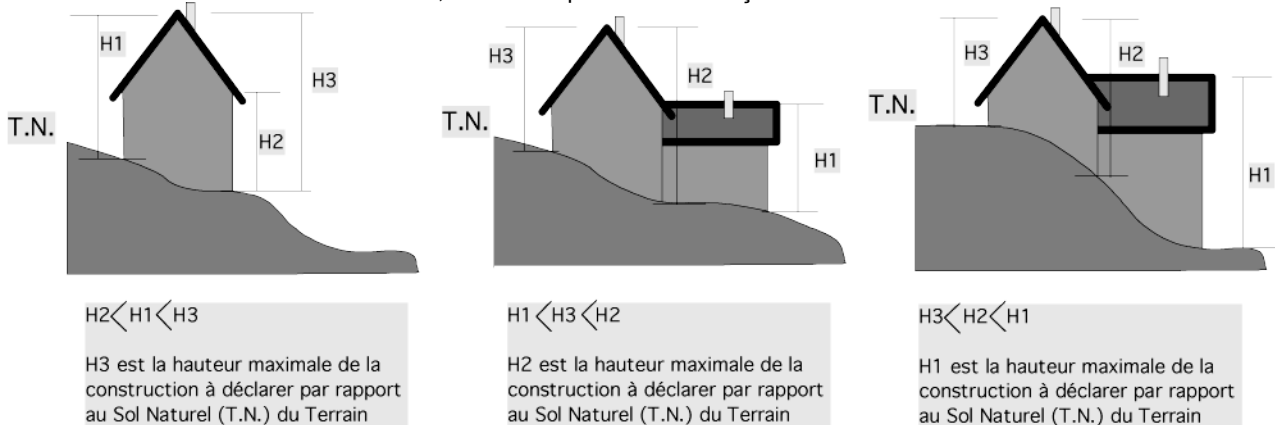 H1
H3
H2
T.N.
H3
H2
H1
T.N.
H3
H2
H1
T.N.
H2<H1<H3
H3 est la hauteur maximale de la
construction à déclarer par rapport
au Sol Naturel (T.N.) du Terrain
H1<H3<H2
H2 est la hauteur maximale de la
construction à déclarer par rapport
au Sol Naturel (T.N.) du Terrain
H3<H2<H1
H1 est la hauteur maximale de la
construction à déclarer par rapport
au Sol Naturel (T.N.) du Terrain